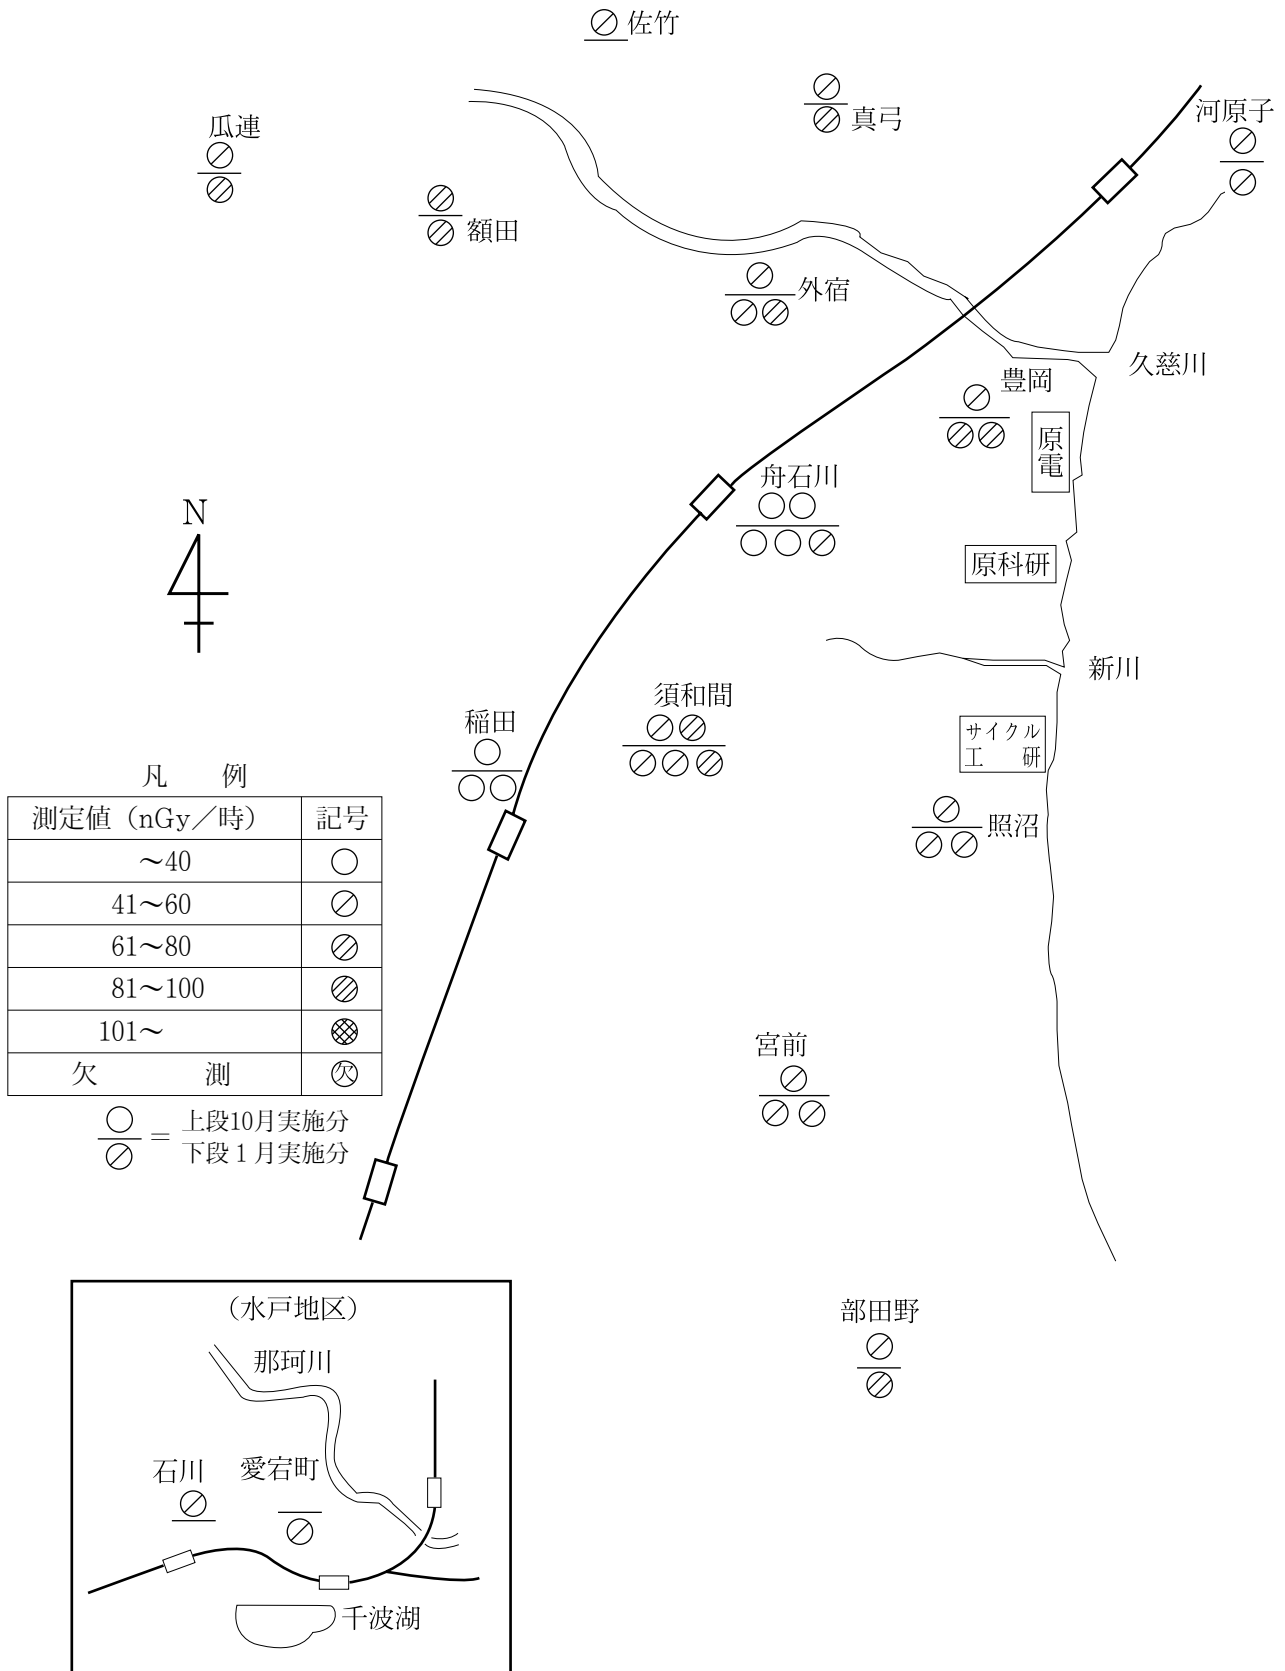 佐竹
真弓
河原子
瓜連
額田
外宿
久慈川
豊岡
原電
舟石川
原科研
N
新川
須和間
稲田
サイクル
工　研
照沼
凡　例
測定値（nGy／時） 記号
～40
41～60
61～80
81～100
101～
欠　測 欠
＝ 上段10月実施分
下段１月実施分
宮前
部田野
（水戸地区）
那珂川
石川
愛宕町
千波湖